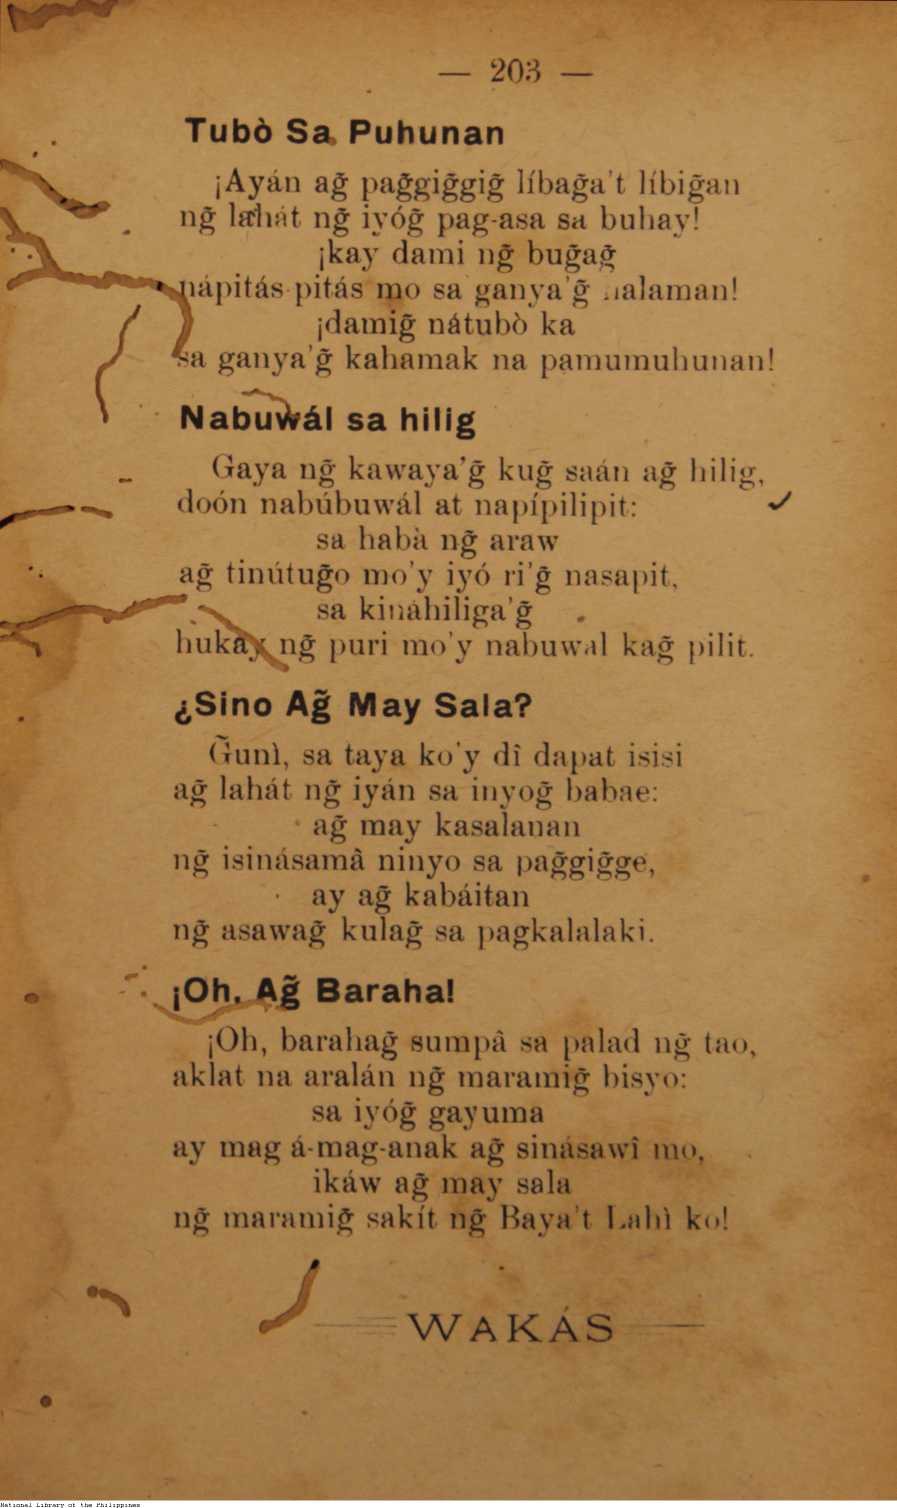 — 203 —
Tubò Sa Puhunan
¡Ayán ag̃ pag̃gig̃gig̃ líbag̃a't líbig̃an
ng̃ lahát ng̃ iyóg̃ pag-asa sa buhay!
¡kay dami ng̃ bug̃ag̃
nápitás-pitás mo sa ganya'g̃ halaman!
¡damig̃ nátubò ka
sa ganya'g̃ kahamak na pamumuhunan!
Nabuwál sa hilig
Gaya ng̃ kawaya'g̃ kug̃ saán ag̃ hilig,
doón nabúbuwál at napípilipit:
sa habà ng̃ araw
ag̃ tinútug̃o mo'y iyó ri'g̃ nasapit,
sa kináhiliga'g̃
hukay ng̃ puri mo'y nabuwal kag̃ pilit.
¿Sino Ag̃ May Sala?
G̃unì, sa taya ko'y dî dapat isisi
ag̃ lahát ng̃ iyán sa inyog̃ babae:
ag̃ may kasalanan
ng̃ isinásamâ ninyo sa pag̃gig̃ge,
ay ag̃ kabáitan
ng̃ asawag̃ kulag̃ sa pagkalalaki.
¡Oh, Ag̃ Baraha!
¡Oh, barahag̃ sumpâ sa palad ng̃ tao,
aklat na aralán ng̃ maramig̃ bisyo:
sa iyóg̃ gayuma
ay mag á-mag-anak ag̃ sinásawî mo,
ikáw ag̃ may sala
ng̃ maramig̃ sakít ng̃ Baya't Lahì ko!
WAKÁS
National Library of the Philippines